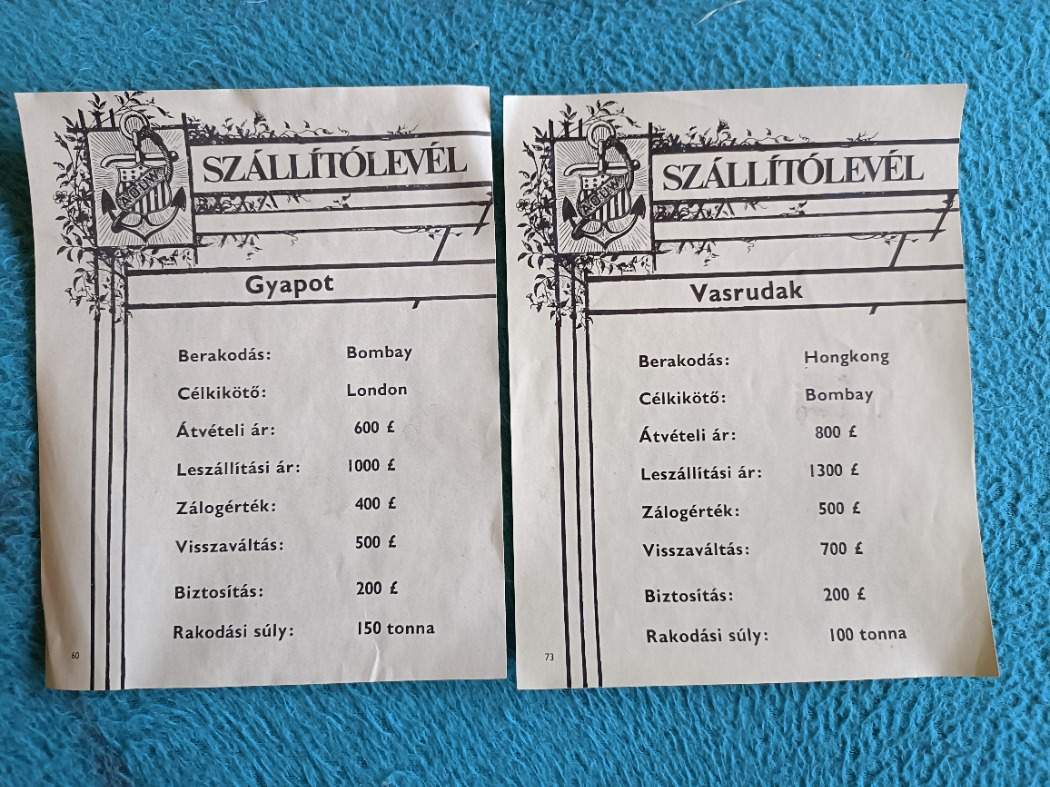 SZÁLLÍTÓLEVÉL
Gyapot
Berakodás: Bombay
Célkikötő: London
Átvételi ár: 600 £
Leszállítási ár: 1000 £
Zálogérték: 400 £
Visszaváltás: 500 £
Biztosítás: 200 £
Rakodási súly: 150 tonna
60
SZÁLLÍTÓLEVÉL
Vasrudak
Berakodás: Hongkong
Célkikötő: Bombay
Átvételi ár: 800 £
Leszállítási ár: 1300 £
Zálogérték: 500 £
Visszaváltás: 700 £
Biztosítás: 200 £
Rakodási súly: 100 tonna
73